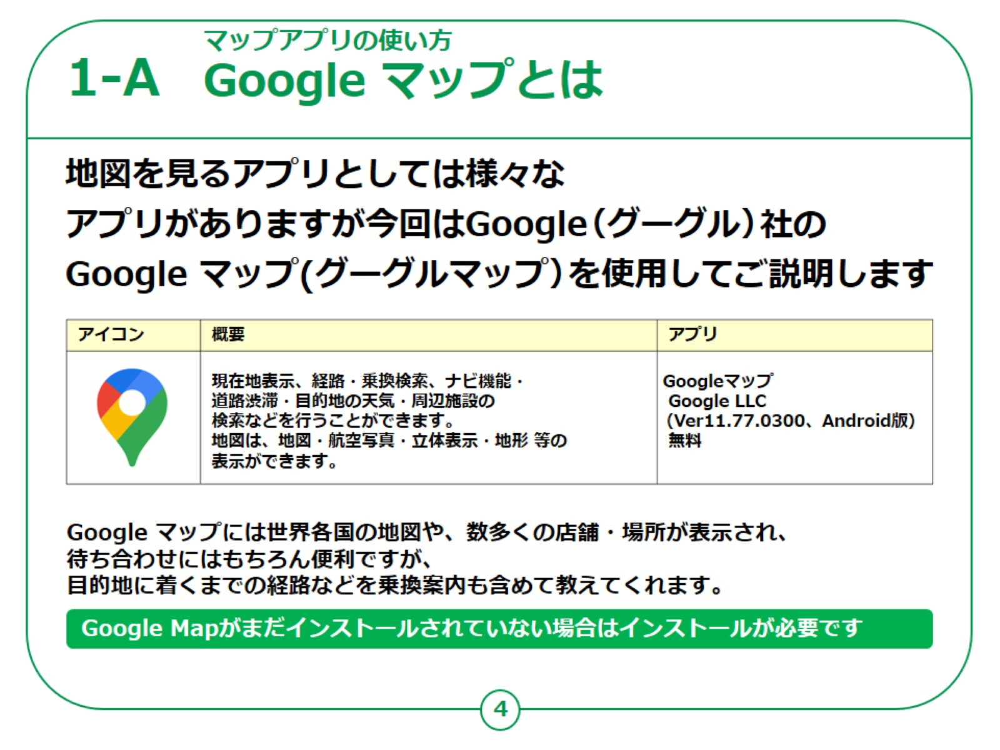 マップアプリの使い方
1-A Google マップとは
地図を見るアプリとしては様々な
アプリがありますが今回はGoogle（グーグル）社の
Google マップ(グーグルマップ）を使用してご説明します
アイコン 概要 アプリ
現在地表示、経路・乗換検索、ナビ機能・
道路渋滞・目的地の天気・周辺施設の
検索などを行うことができます。
地図は、地図・航空写真・立体表示・地形 等の
表示ができます。
Googleマップ
Google LLC
（Ver11.77.0300、Android版）
無料
Google マップには世界各国の地図や、数多くの店舗・場所が表示され、
待ち合わせにはもちろん便利ですが、
目的地に着くまでの経路などを乗換案内も含めて教えてくれます。
Google Mapがまだインストールされていない場合はインストールが必要です
4